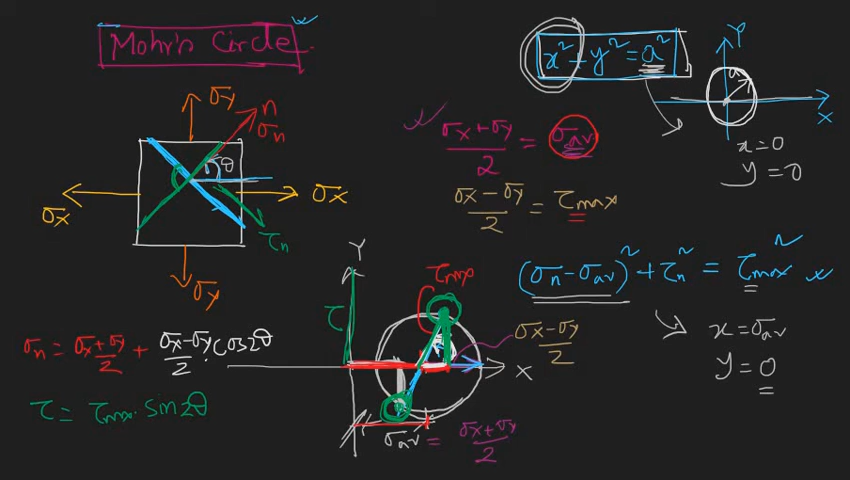 Mohr's Circle.
x² + y² = a²
Y
a
X
x=0
y=0
σy
n
σn
θ
σx
σx
τn
σy
σx+σy/2 = σav
σx-σy/2 = τmax
(σn-σav)² + τn² = τmax²
x=σav
y=0
Y
τmax
τ
σx-σy/2
X
σav = σx+σy/2
σn = σx+σy/2 + σx-σy/2 . cos2θ
τ = τmax . sin2θ